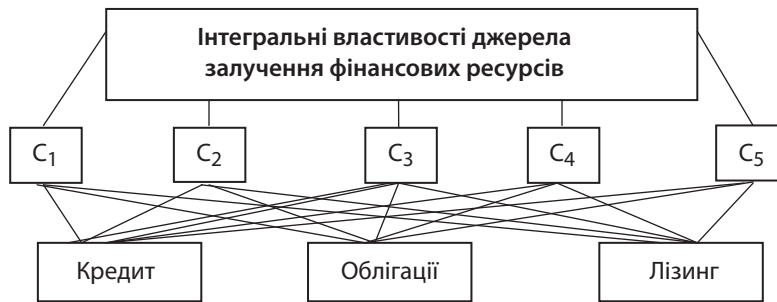 Інтегральні властивості джерела
залучення фінансових ресурсів
C1 C2 C3 C4 C5
Кредит Облігації Лізинг